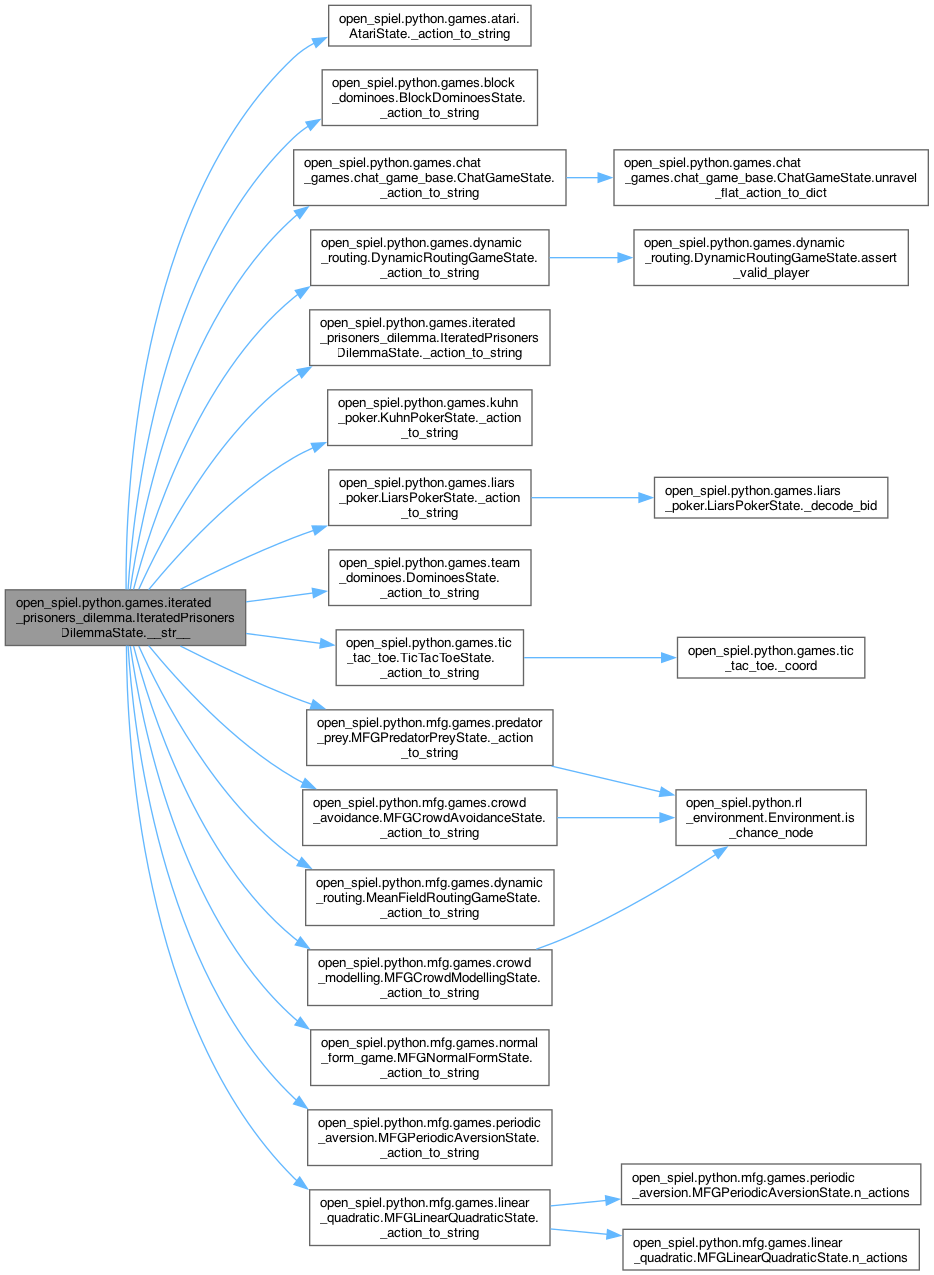 open_spiel.python.games.atari.
AtariState._action_to_string
open_spiel.python.games.block
_dominoes.BlockDominoesState.
_action_to_string
open_spiel.python.games.chat
_games.chat_game_base.ChatGameState.
_action_to_string
open_spiel.python.games.chat
_games.chat_game_base.ChatGameState.unravel
_flat_action_to_dict
open_spiel.python.games.dynamic
_routing.DynamicRoutingGameState.
_action_to_string
open_spiel.python.games.dynamic
_routing.DynamicRoutingGameState.assert
_valid_player
open_spiel.python.games.iterated
_prisoners_dilemma.IteratedPrisoners
DilemmaState._action_to_string
open_spiel.python.games.kuhn
_poker.KuhnPokerState._action
_to_string
open_spiel.python.games.liars
_poker.LiarsPokerState._action
_to_string
open_spiel.python.games.liars
_poker.LiarsPokerState._decode_bid
open_spiel.python.games.team
_dominoes.DominoesState.
_action_to_string
open_spiel.python.games.iterated
_prisoners_dilemma.IteratedPrisoners
DilemmaState.__str__
open_spiel.python.games.tic
_tac_toe.TicTacToeState.
_action_to_string
open_spiel.python.games.tic
_tac_toe._coord
open_spiel.python.mfg.games.predator
_prey.MFGPredatorPreyState._action
_to_string
open_spiel.python.mfg.games.crowd
_avoidance.MFGCrowdAvoidanceState.
_action_to_string
open_spiel.python.rl
_environment.Environment.is
_chance_node
open_spiel.python.mfg.games.dynamic
_routing.MeanFieldRoutingGameState.
_action_to_string
open_spiel.python.mfg.games.crowd
_modelling.MFGCrowdModellingState.
_action_to_string
open_spiel.python.mfg.games.normal
_form_game.MFGNormalFormState.
_action_to_string
open_spiel.python.mfg.games.periodic
_aversion.MFGPeriodicAversionState.
_action_to_string
open_spiel.python.mfg.games.linear
_quadratic.MFGLinearQuadraticState.
_action_to_string
open_spiel.python.mfg.games.periodic
_aversion.MFGPeriodicAversionState.n_actions
open_spiel.python.mfg.games.linear
_quadratic.MFGLinearQuadraticState.n_actions